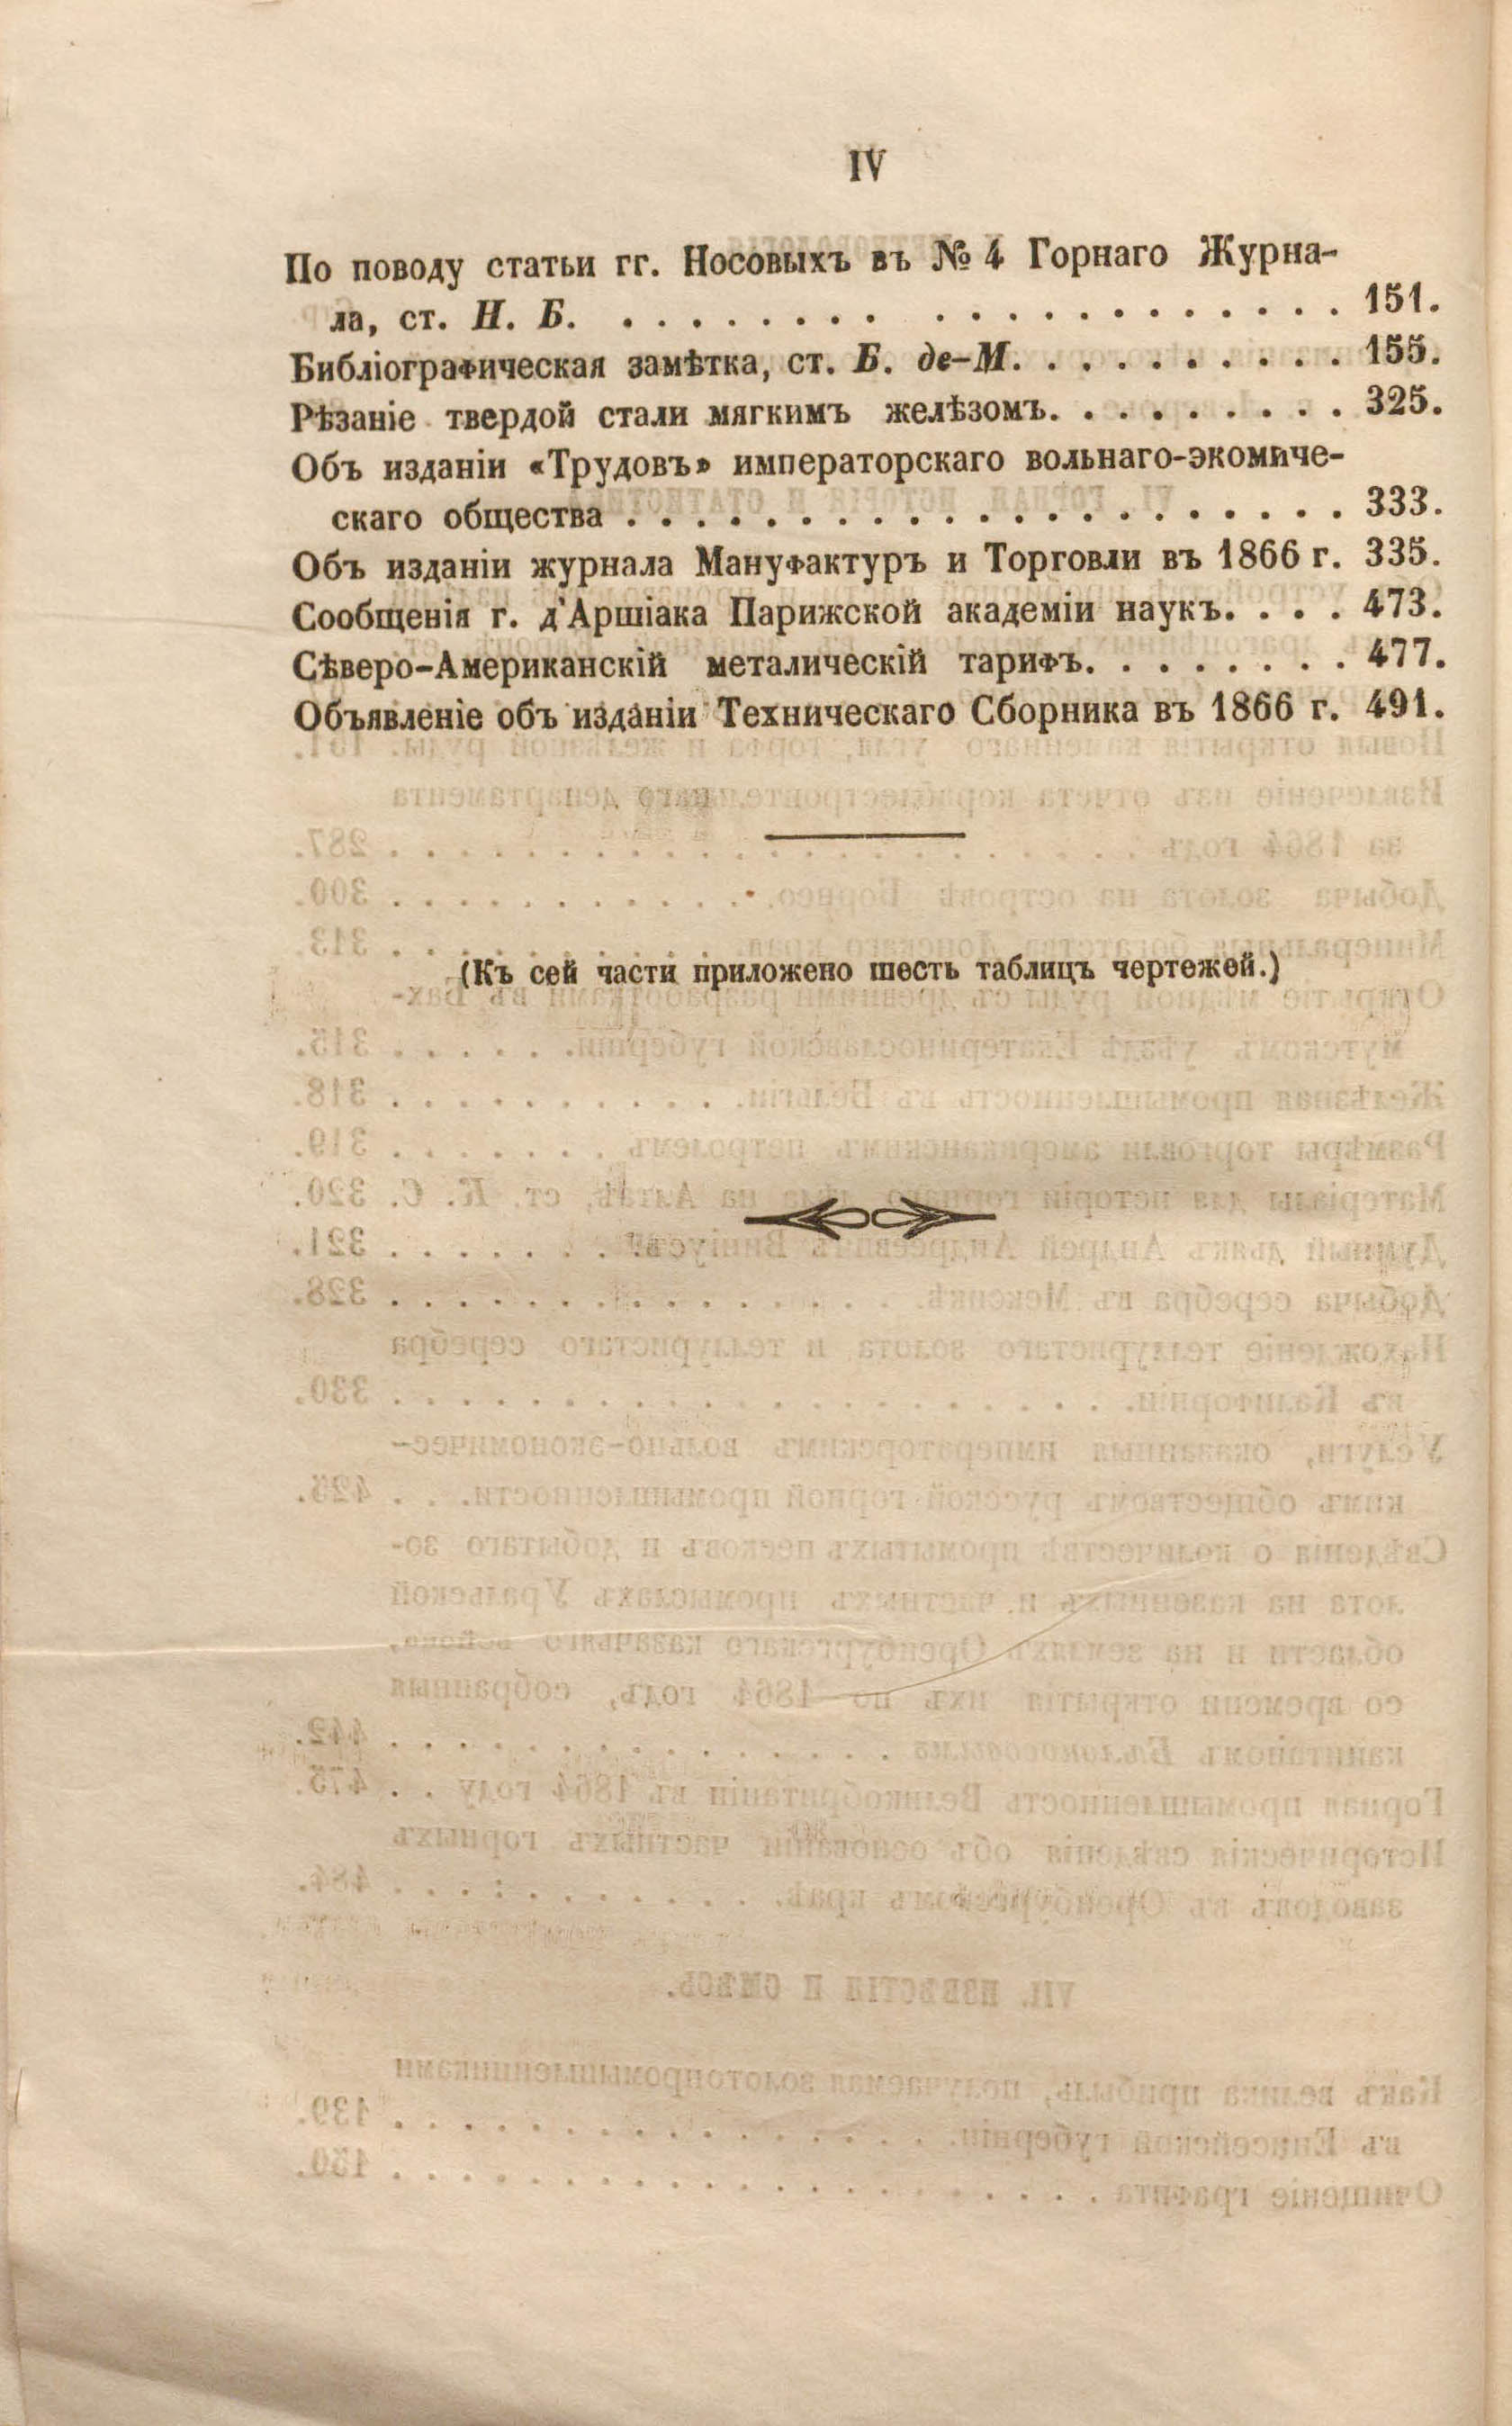 IV
По поводу статьи гг. Носовыхъ въ № 4 Горнаго Журна-
ла, ст. Н. Б. . . . . . . . . . . . . . . . . . . . . . . . . 151.
Библіографическая замѣтка, ст. Б. де-М. . . . . . . . . . . 155.
Рѣзаніе твердой стали мягкимъ желѣзомъ. . . . . . . . . . 325.
Объ изданіи «Трудовъ» императорскаго вольнаго-экомиче-
скаго общества . . . . . . . . . . . . . . . . . . . . . . . 333.
Объ изданіи журнала Мануфактуръ и Торговли въ 1866 г. 335.
Сообщенія г. д'Аршіака Парижской академіи наукъ. . . . 473.
Сѣверо-Американскій металическій тарифъ. . . . . . . . . 477.
Объявленіе объ изданіи Техническаго Сборника въ 1866 г. 491.
(Къ сей части приложено шесть таблицъ чертежей.)